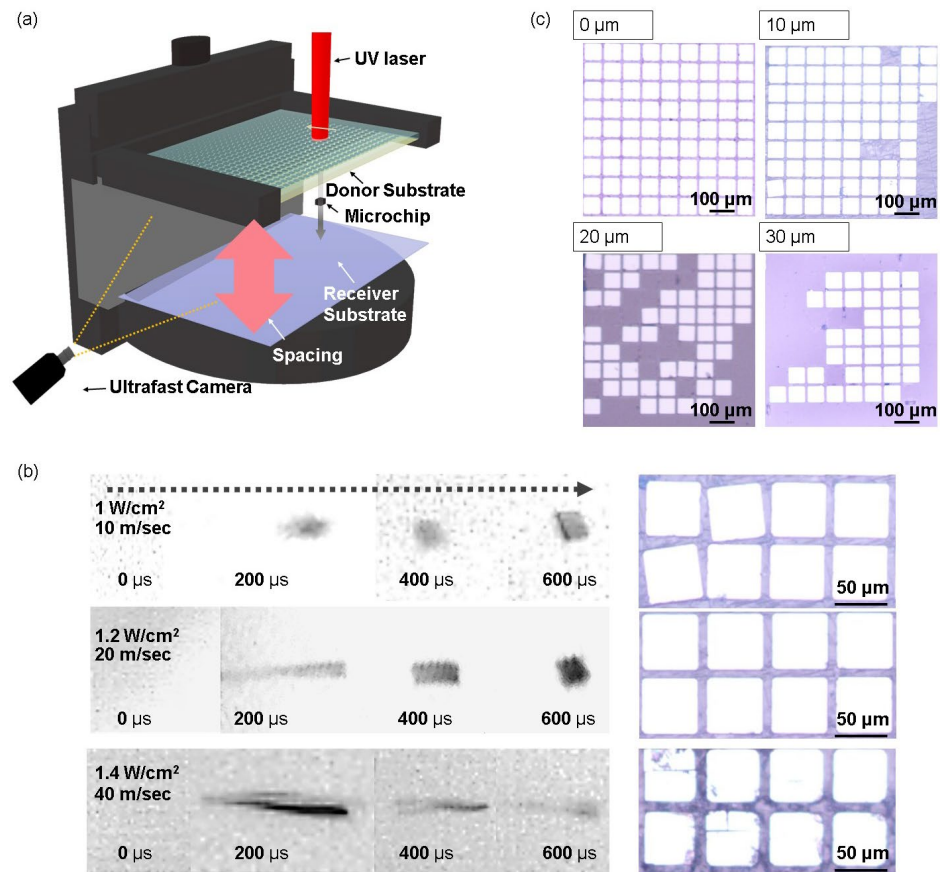 (a)
UV laser
Donor Substrate
Microchip
Receiver
Substrate
Spacing
Ultrafast Camera
(c)
0 µm
10 µm
100 µm
100 µm
20 µm
30 µm
100 µm
100 µm
(b)
1 W/cm²
10 m/sec
0 µs
200 µs
400 µs
600 µs
50 µm
1.2 W/cm²
20 m/sec
0 µs
200 µs
400 µs
600 µs
50 µm
1.4 W/cm²
40 m/sec
0 µs
200 µs
400 µs
600 µs
50 µm